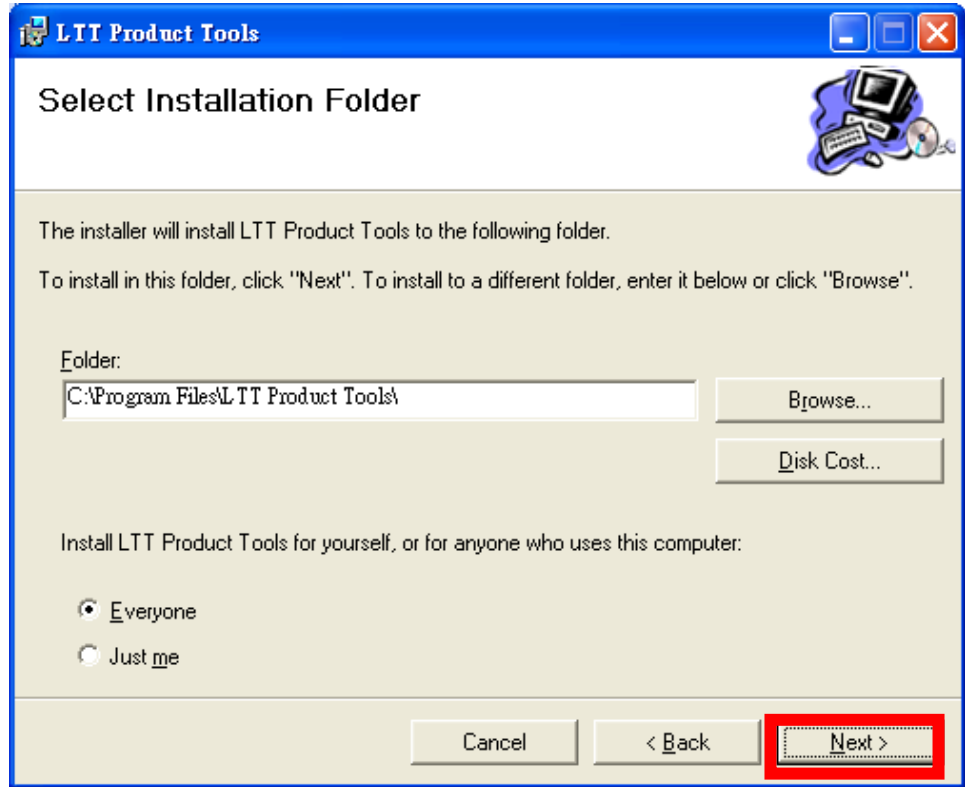 LTT Product Tools
Select Installation Folder
The installer will install LTT Product Tools to the following folder.
To install in this folder, click "Next". To install to a different folder, enter it below or click "Browse".
Folder:
C:\Program Files\LTT Product Tools\
Browse...
Disk Cost...
Install LTT Product Tools for yourself, or for anyone who uses this computer:
Everyone
Just me
Cancel
< Back
Next >